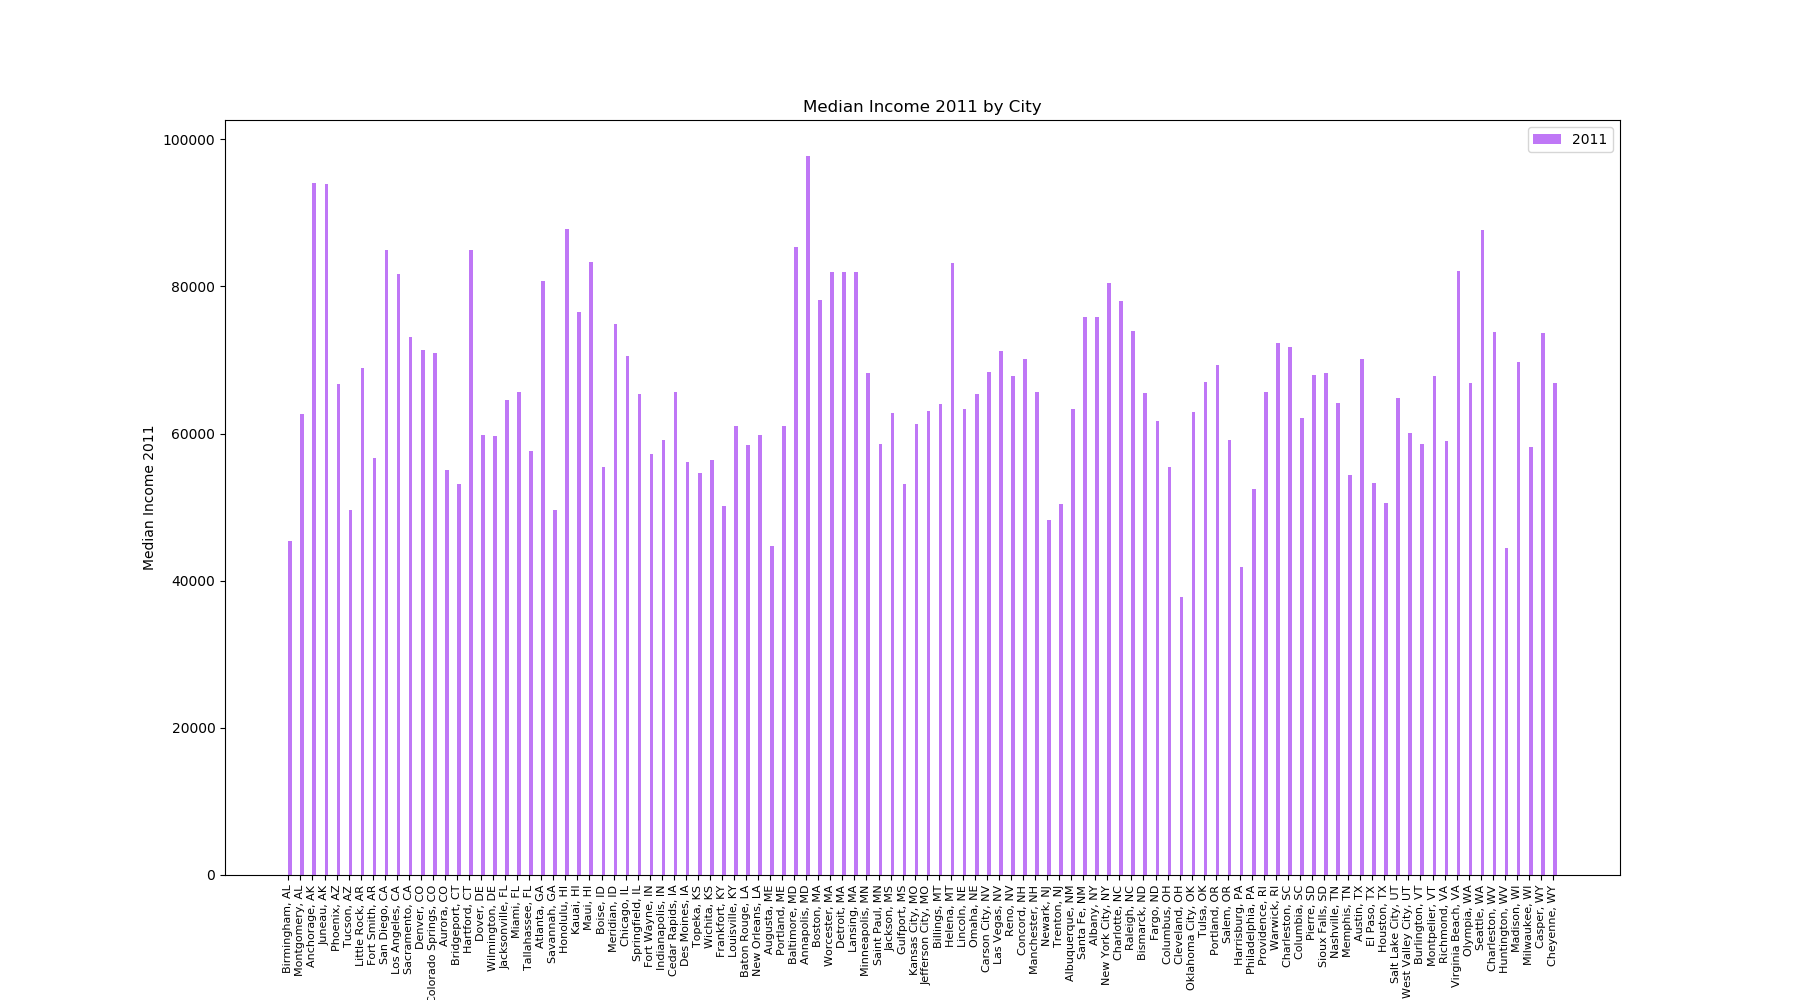 Median Income 2011 by City
2011
Median Income 2011
100000
80000
60000
40000
20000
0
Birmingham, AL
Montgomery, AL
Anchorage, AK
Juneau, AK
Phoenix, AZ
Tucson, AZ
Little Rock, AR
Fort Smith, AR
San Diego, CA
Los Angeles, CA
Sacramento, CA
Denver, CO
Colorado Springs, CO
Aurora, CO
Bridgeport, CT
Hartford, CT
Dover, DE
Wilmington, DE
Jacksonville, FL
Miami, FL
Tallahassee, FL
Atlanta, GA
Savannah, GA
Honolulu, HI
Kauai, HI
Maui, HI
Boise, ID
Meridian, ID
Chicago, IL
Springfield, IL
Fort Wayne, IN
Indianapolis, IN
Cedar Rapids, IA
Des Moines, IA
Topeka, KS
Wichita, KS
Frankfort, KY
Louisville, KY
Baton Rouge, LA
New Orleans, LA
Augusta, ME
Portland, ME
Baltimore, MD
Annapolis, MD
Boston, MA
Worcester, MA
Detroit, MA
Lansing, MA
Minneapolis, MN
Saint Paul, MN
Jackson, MS
Gulfport, MS
Kansas City, MO
Jefferson City, MO
Billings, MT
Helena, MT
Lincoln, NE
Omaha, NE
Carson City, NV
Las Vegas, NV
Reno, NV
Concord, NH
Manchester, NH
Newark, NJ
Trenton, NJ
Albuquerque, NM
Santa Fe, NM
Albany, NY
New York City, NY
Charlotte, NC
Raleigh, NC
Bismarck, ND
Fargo, ND
Columbus, OH
Cleveland, OH
Oklahoma City, OK
Tulsa, OK
Portland, OR
Salem, OR
Harrisburg, PA
Philadelphia, PA
Providence, RI
Warwick, RI
Charleston, SC
Columbia, SC
Pierre, SD
Sioux Falls, SD
Nashville, TN
Memphis, TN
Austin, TX
El Paso, TX
Houston, TX
Salt Lake City, UT
West Valley City, UT
Burlington, VT
Montpelier, VT
Richmond, VA
Virginia Beach, VA
Olympia, WA
Seattle, WA
Charleston, WV
Huntington, WV
Madison, WI
Milwaukee, WI
Casper, WY
Cheyenne, WY